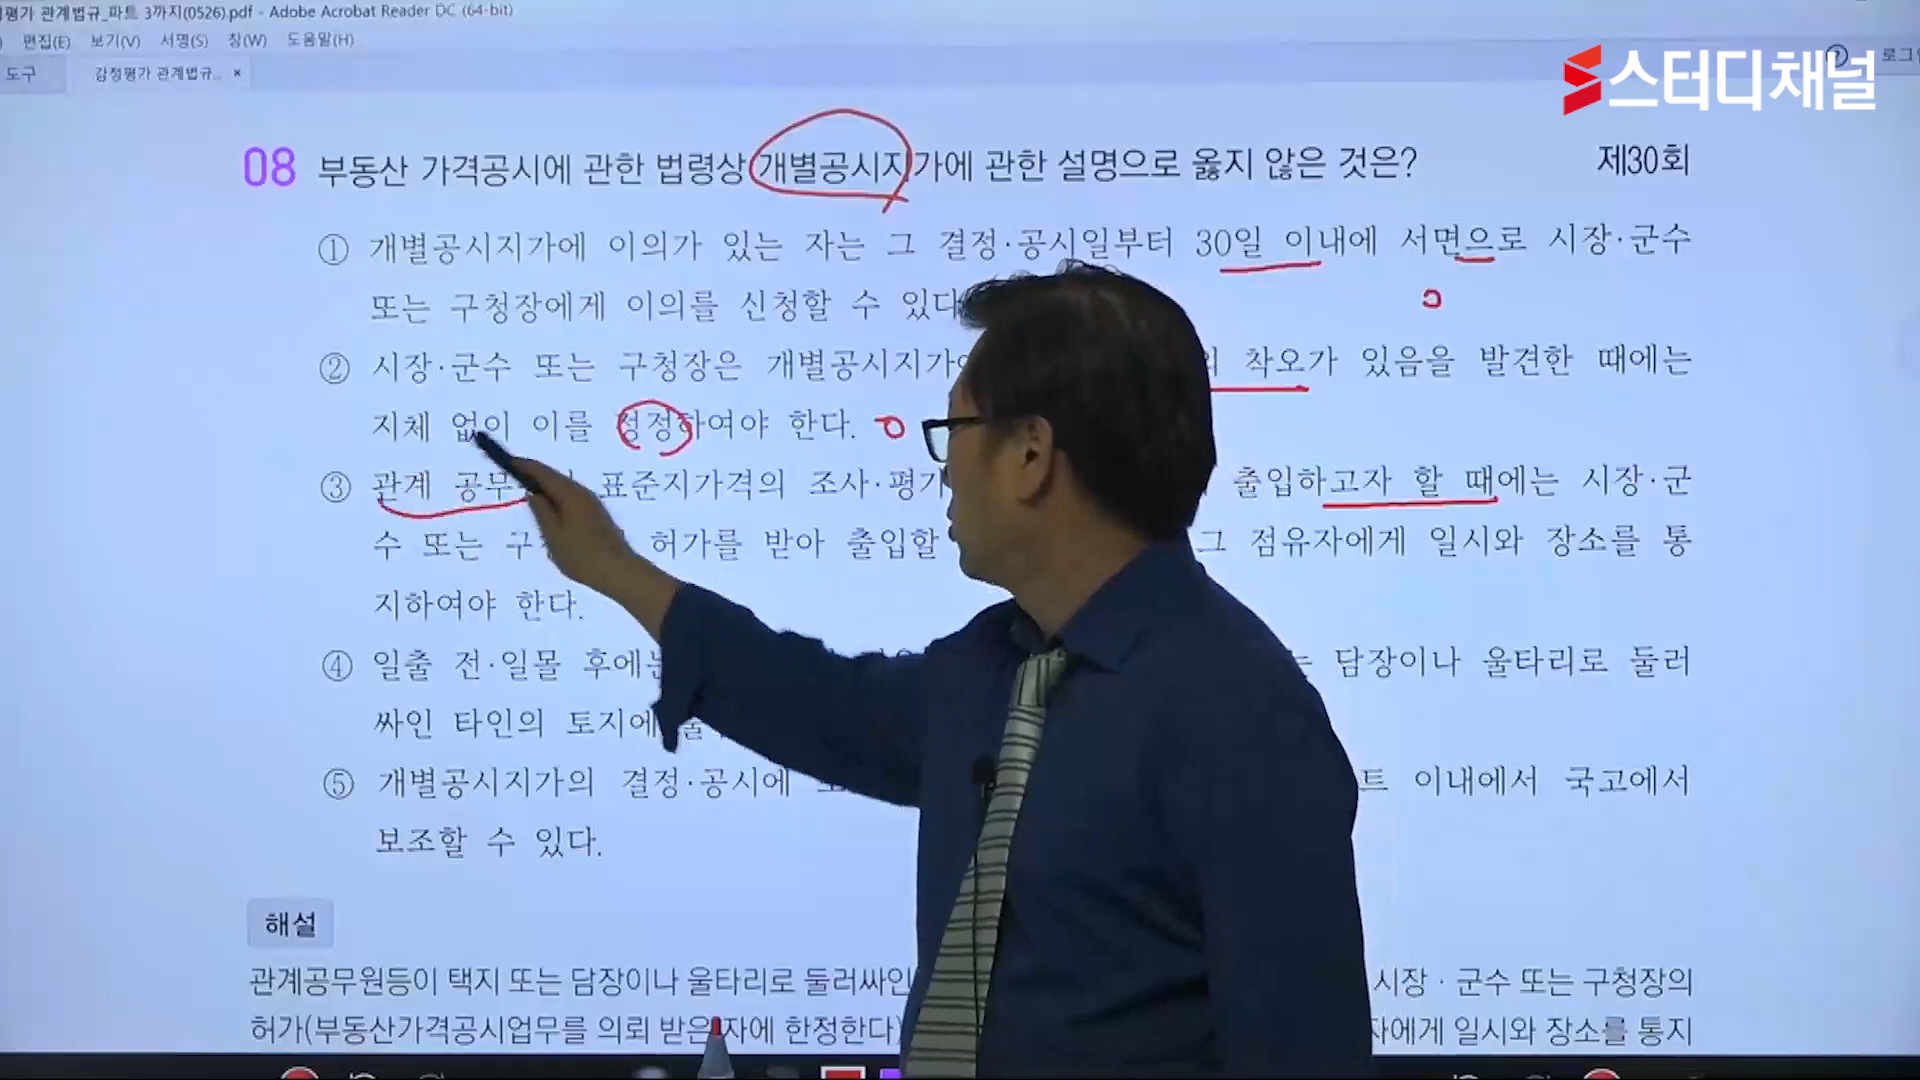 평가 관계법규_파트 3까지(0526).pdf - Adobe Acrobat Reader DC (64-bit)
편집(E) 보기(V) 서명(S) 창(W) 도움말(H)
도구 감정평가 관계법규... × 로그인
스터디채널
08 부동산 가격공시에 관한 법령상 개별공시지가에 관한 설명으로 옳지 않은 것은? 제30회
① 개별공시지가에 이의가 있는 자는 그 결정·공시일부터 30일 이내에 서면으로 시장·군수
또는 구청장에게 이의를 신청할 수 있다
② 시장·군수 또는 구청장은 개별공시지가에 착오가 있음을 발견한 때에는
지체 없이 이를 정정하여야 한다.
③ 관계 공무 표준지가격의 조사·평가 출입하고자 할 때에는 시장·군
수 또는 구 허가를 받아 출입할 그 점유자에게 일시와 장소를 통
지하여야 한다.
④ 일출 전·일몰 후에는 담장이나 울타리로 둘러
싸인 타인의 토지에
⑤ 개별공시지가의 결정·공시에 이내에서 국고에서
보조할 수 있다.
해설
관계공무원등이 택지 또는 담장이나 울타리로 둘러싸인 시장·군수 또는 구청장의
허가(부동산가격공시업무를 의뢰 받은 자에 한정한다) 자에게 일시와 장소를 통지